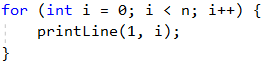 for (int i = 0; i < n; i++) {
    printLine(1, i);
}